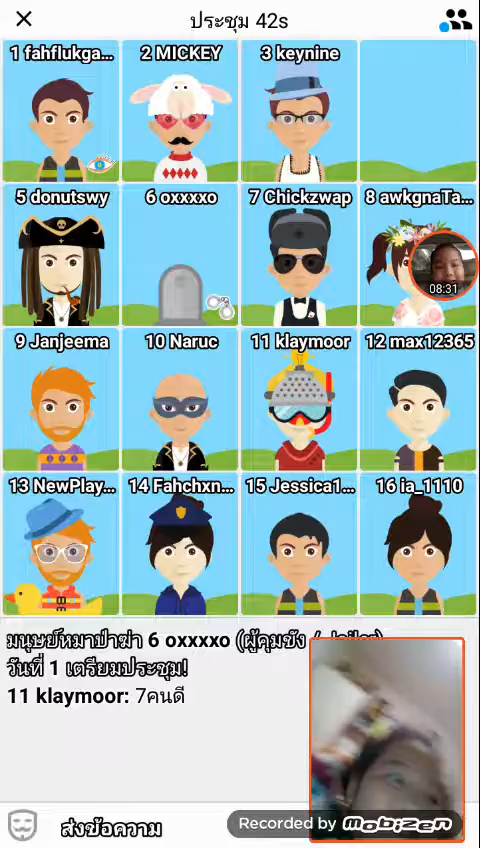 ประชุม 42s
1 fahflukga...
2 MICKEY
3 keynine
5 donutswy
6 oxxxxo
7 Chickzwap
8 awkgnaTa...
08:31
9 Janjeema
10 Naruc
11 klaymoor
12 max12365
13 NewPlay...
14 Fahchxn...
15 Jessica1...
16 ia_1110
มนุษย์หมาป่าฆ่า 6 oxxxxo (ผู้คุมขัง / Jailer)
วันที่ 1 เตรียมประชุม!
11 klaymoor: 7คนดี
ส่งข้อความ
Recorded by Mobizen